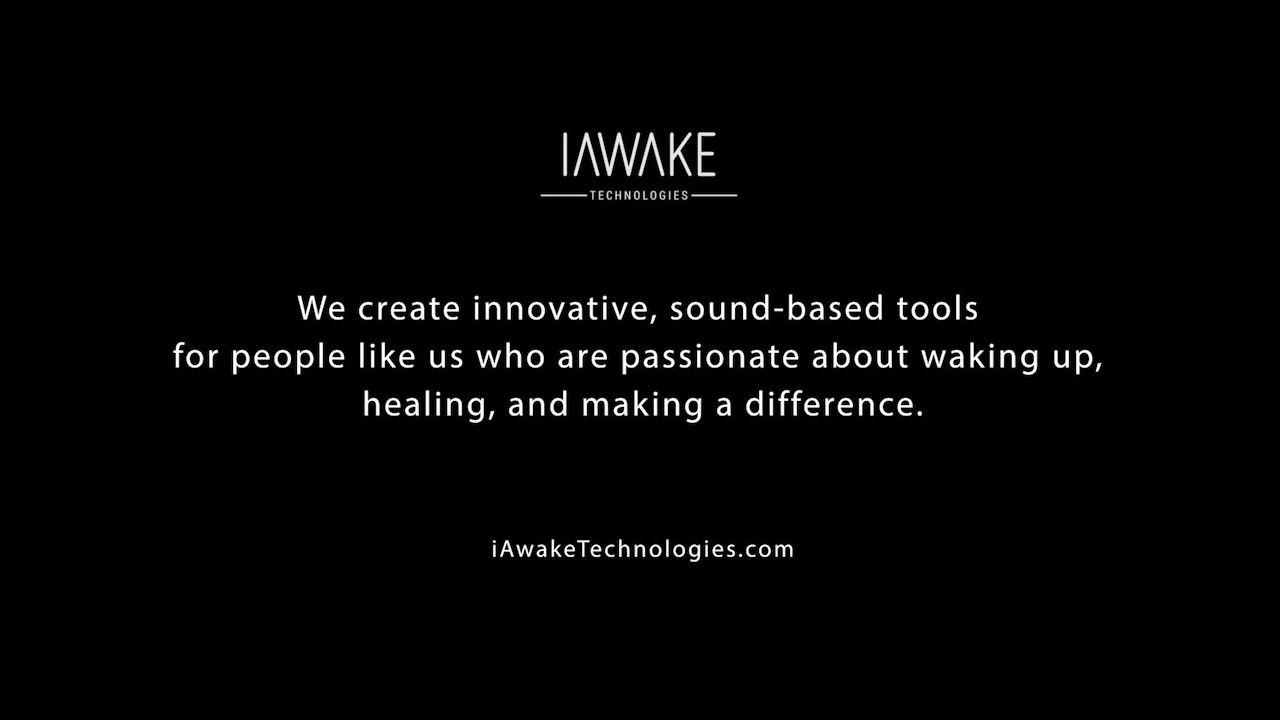 IAWAKE
TECHNOLOGIES
We create innovative, sound-based tools
for people like us who are passionate about waking up,
healing, and making a difference.
iAwakeTechnologies.com